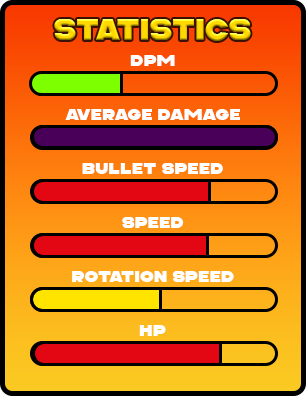 STATISTICS
DPM
AVERAGE DAMAGE
BULLET SPEED
SPEED
ROTATION SPEED
HP